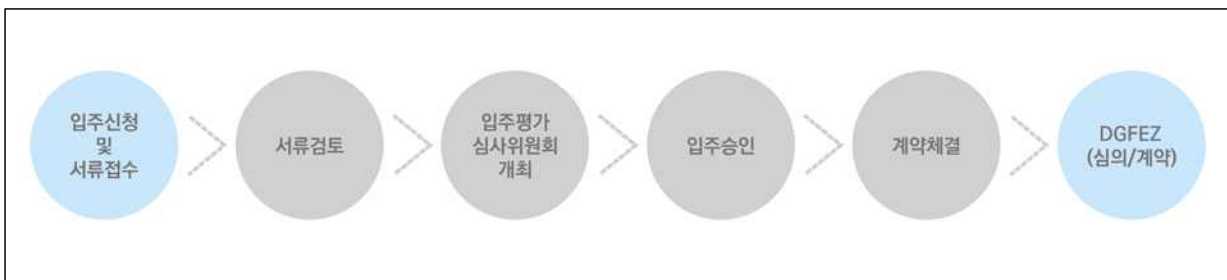 입주신청
및
서류접수
서류검토
입주평가
심사위원회
개최
입주승인
계약체결
DGFEZ
(심의/계약)